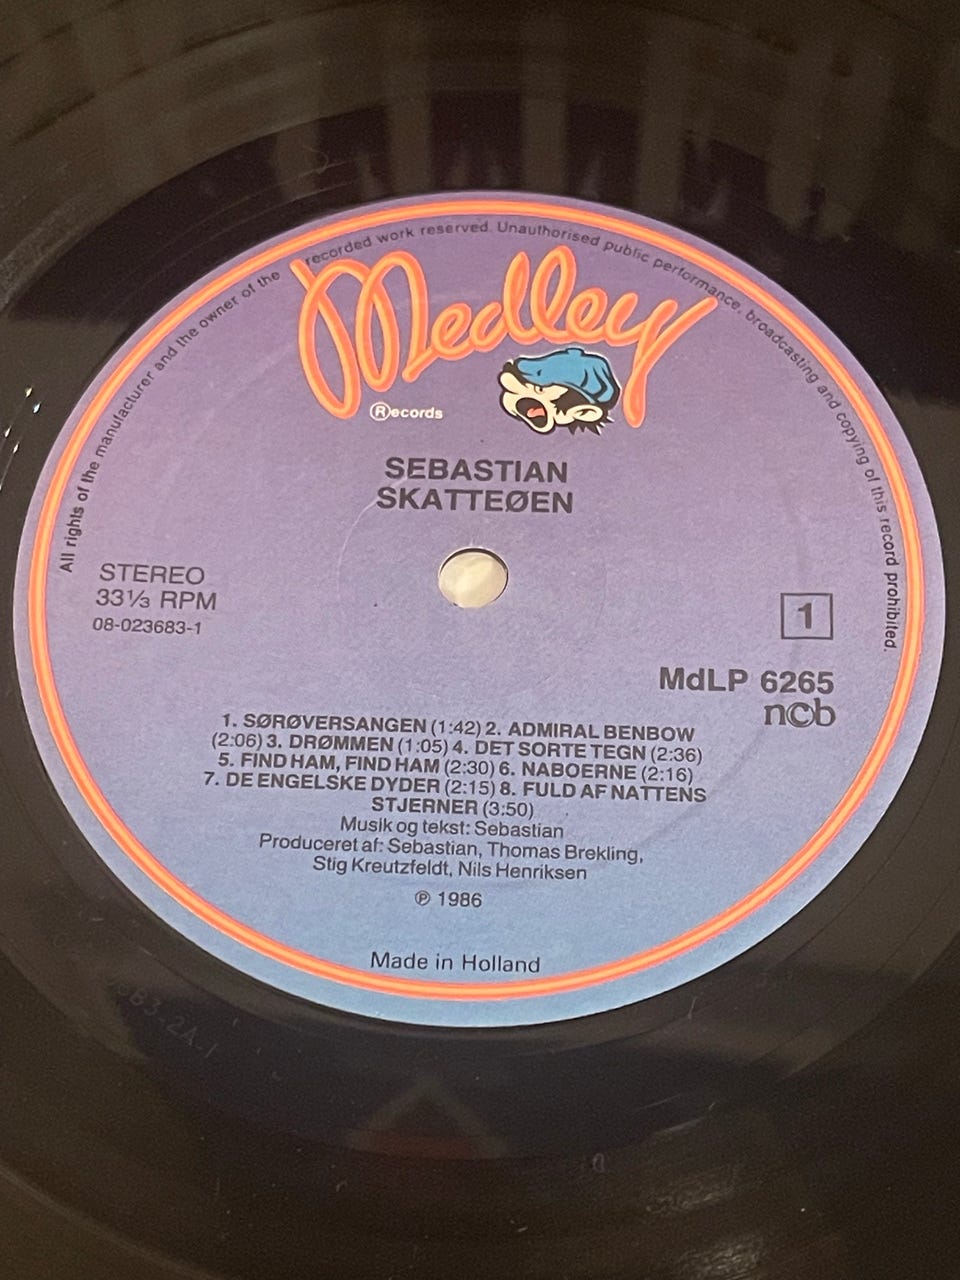 All rights of the manufacturer and the owner of the recorded work reserved. Unauthorised public performance, broadcasting and copying of this record prohibited.
Medley
Records
SEBASTIAN
SKATTEØEN
STEREO
33⅓ RPM
08-023683-1
1
MdLP 6265
ncb
1. SØRØVERSANGEN (1:42) 2. ADMIRAL BENBOW
(2:06) 3. DRØMMEN (1:05) 4. DET SORTE TEGN (2:36)
5. FIND HAM, FIND HAM (2:30) 6. NABOERNE (2:16)
7. DE ENGELSKE DYDER (2:15) 8. FULD AF NATTENS
STJERNER (3:50)
Musik og tekst: Sebastian
Produceret af: Sebastian, Thomas Brekling,
Stig Kreutzfeldt, Nils Henriksen
℗ 1986
Made in Holland